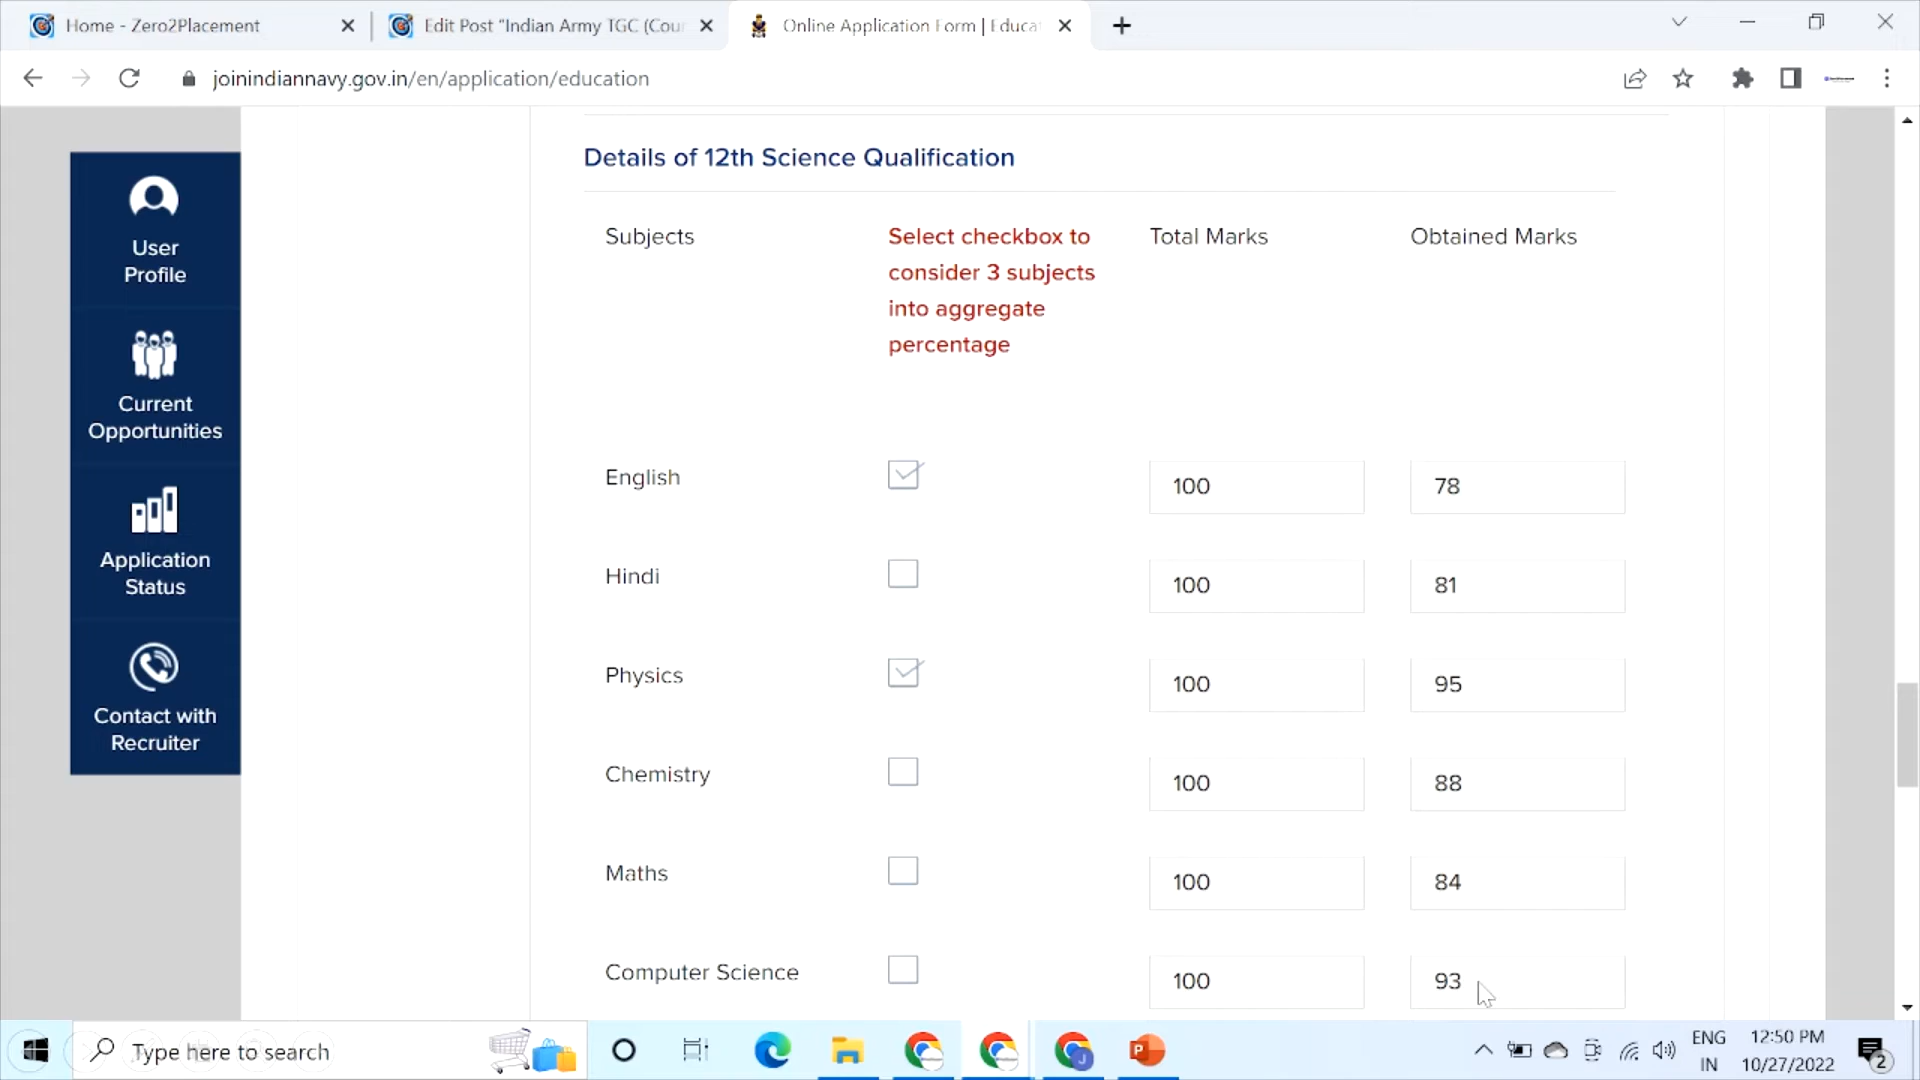 Home - Zero2Placement
Edit Post "Indian Army TGC (Cour
Online Application Form | Educat
joinindiannavy.gov.in/en/application/education
Details of 12th Science Qualification
Subjects
Select checkbox to
consider 3 subjects
into aggregate
percentage
Total Marks
Obtained Marks
User
Profile
Current
Opportunities
Application
Status
Contact with
Recruiter
English 100 78
Hindi 100 81
Physics 100 95
Chemistry 100 88
Maths 100 84
Computer Science 100 93
Type here to search
ENG
IN
12:50 PM
10/27/2022
2